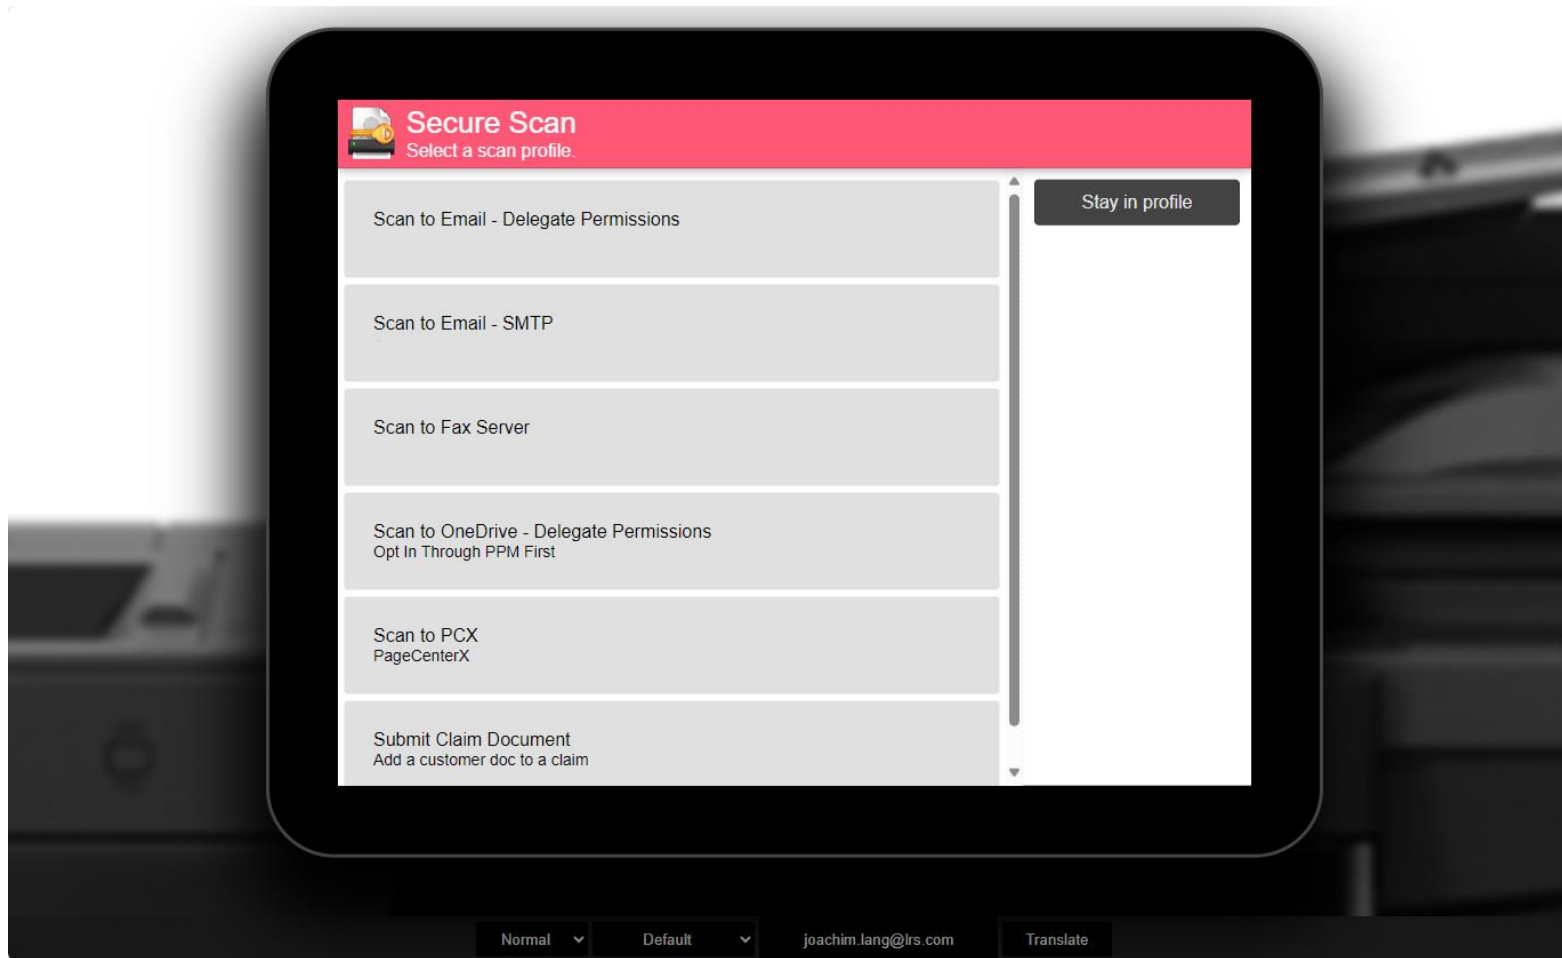 Secure Scan
Select a scan profile.
Stay in profile
Scan to Email - Delegate Permissions
Scan to Email - SMTP
Scan to Fax Server
Scan to OneDrive - Delegate Permissions
Opt In Through PPM First
Scan to PCX
PageCenterX
Submit Claim Document
Add a customer doc to a claim
Normal
Default
joachim.lang@lrs.com
Translate